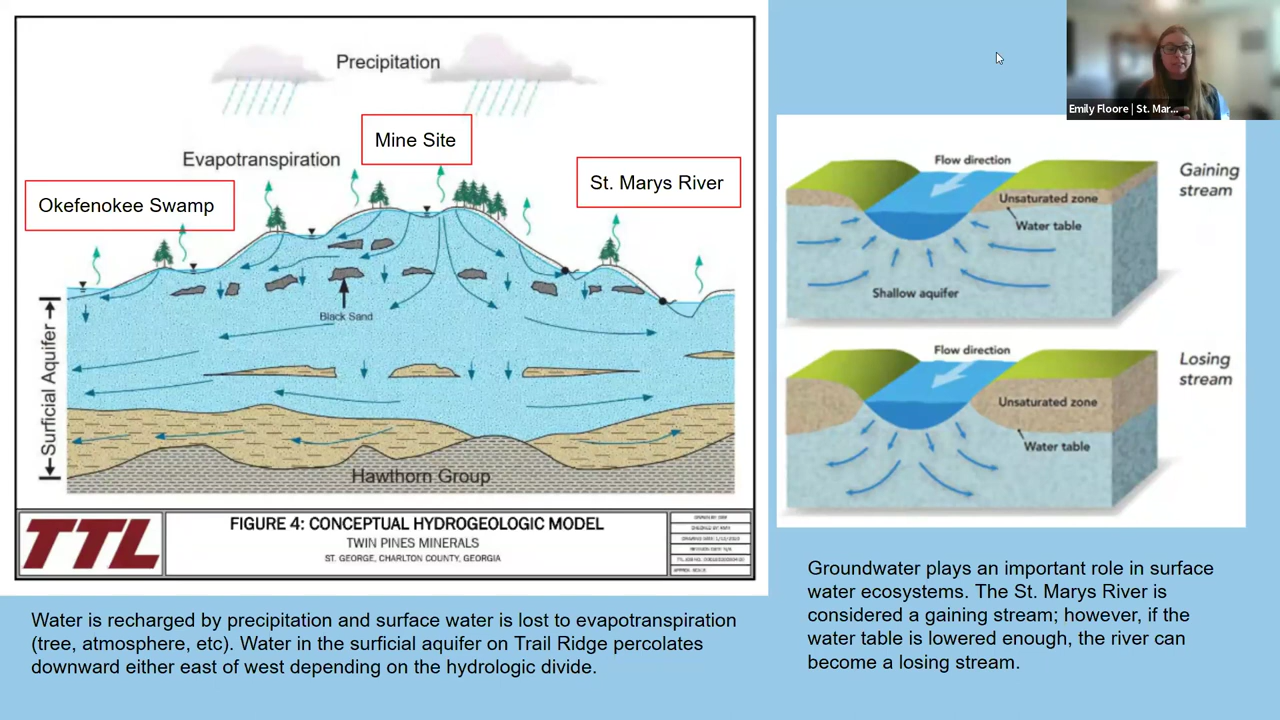 Precipitation
Mine Site
Evapotranspiration
St. Marys River
Okefenokee Swamp
Black Sand
Surficial Aquifer
Hawthorn Group
TTL
FIGURE 4: CONCEPTUAL HYDROGEOLOGIC MODEL
TWIN PINES MINERALS
ST. GEORGE, CHARLTON COUNTY, GEORGIA
Water is recharged by precipitation and surface water is lost to evapotranspiration
(tree, atmosphere, etc). Water in the surficial aquifer on Trail Ridge percolates
downward either east of west depending on the hydrologic divide.
Emily Floore | St. Mar...
Flow direction
Gaining
stream
Unsaturated zone
Water table
Shallow aquifer
Flow direction
Losing
stream
Unsaturated zone
Water table
Groundwater plays an important role in surface
water ecosystems. The St. Marys River is
considered a gaining stream; however, if the
water table is lowered enough, the river can
become a losing stream.